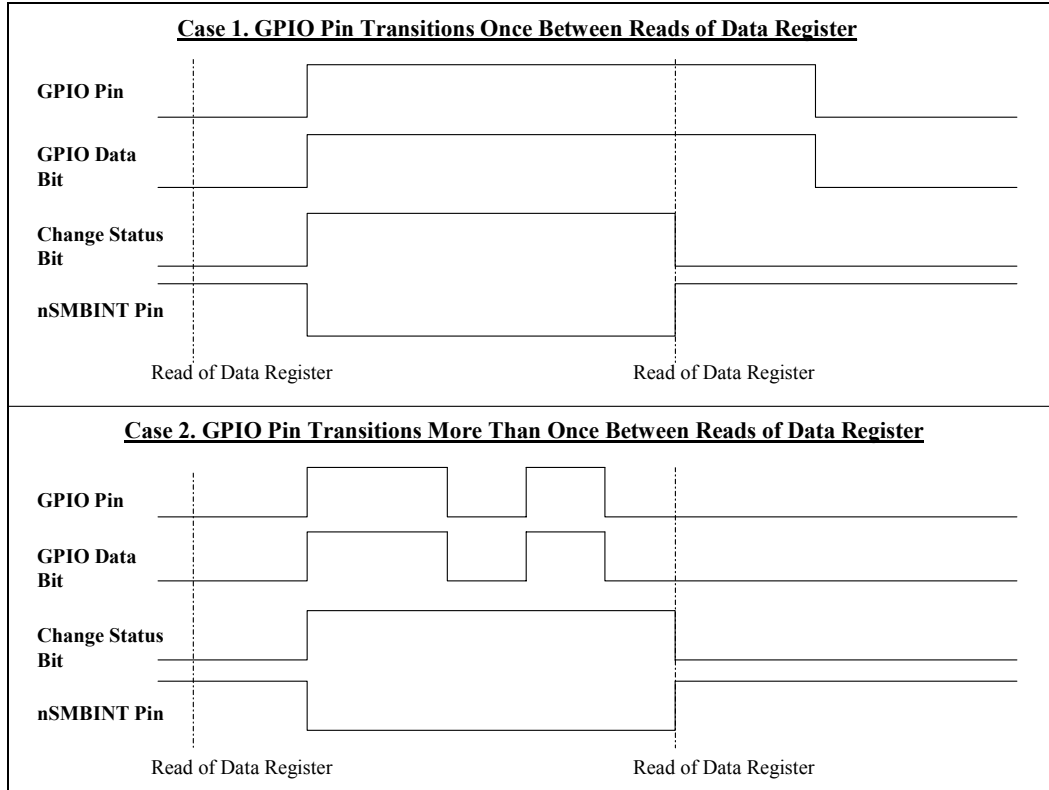 Case 1. GPIO Pin Transitions Once Between Reads of Data Register
GPIO Pin
GPIO Data
Bit
Change Status
Bit
nSMBINT Pin
Read of Data Register
Read of Data Register
Case 2. GPIO Pin Transitions More Than Once Between Reads of Data Register
GPIO Pin
GPIO Data
Bit
Change Status
Bit
nSMBINT Pin
Read of Data Register
Read of Data Register